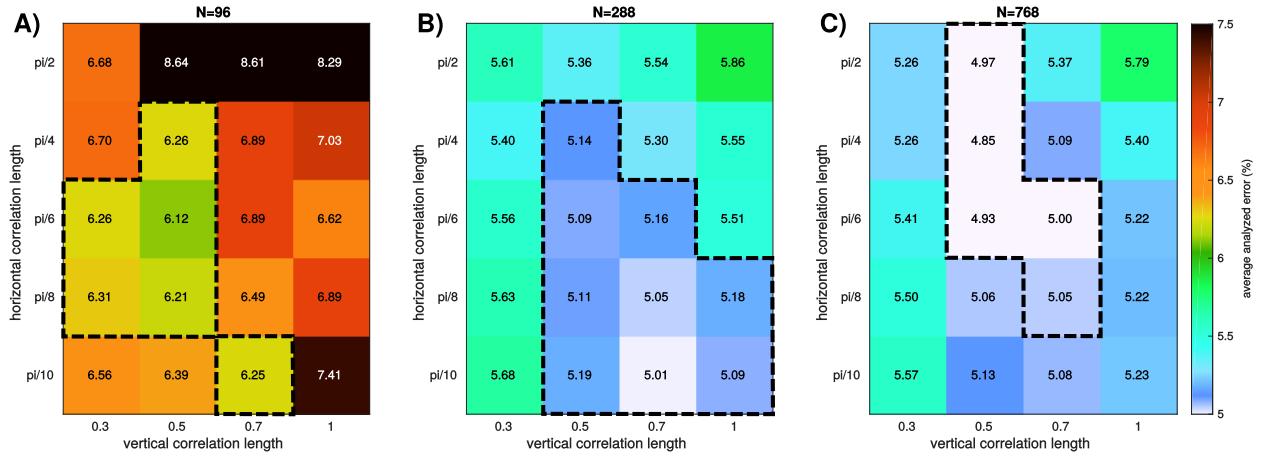 A) N=96
pi/2 6.68 8.64 8.61 8.29
pi/4 6.70 6.26 6.89 7.03
pi/6 6.26 6.12 6.89 6.62
pi/8 6.31 6.21 6.49 6.89
pi/10 6.56 6.39 6.25 7.41
0.3 0.5 0.7 1
vertical correlation length
horizontal correlation length
B) N=288
pi/2 5.61 5.36 5.54 5.86
pi/4 5.40 5.14 5.30 5.55
pi/6 5.56 5.09 5.16 5.51
pi/8 5.63 5.11 5.05 5.18
pi/10 5.68 5.19 5.01 5.09
0.3 0.5 0.7 1
vertical correlation length
horizontal correlation length
C) N=768
pi/2 5.26 4.97 5.37 5.79
pi/4 5.26 4.85 5.09 5.40
pi/6 5.41 4.93 5.00 5.22
pi/8 5.50 5.06 5.05 5.22
pi/10 5.57 5.13 5.08 5.23
0.3 0.5 0.7 1
vertical correlation length
horizontal correlation length
7.5
7
6.5
6
5.5
5
average analyzed error (%)